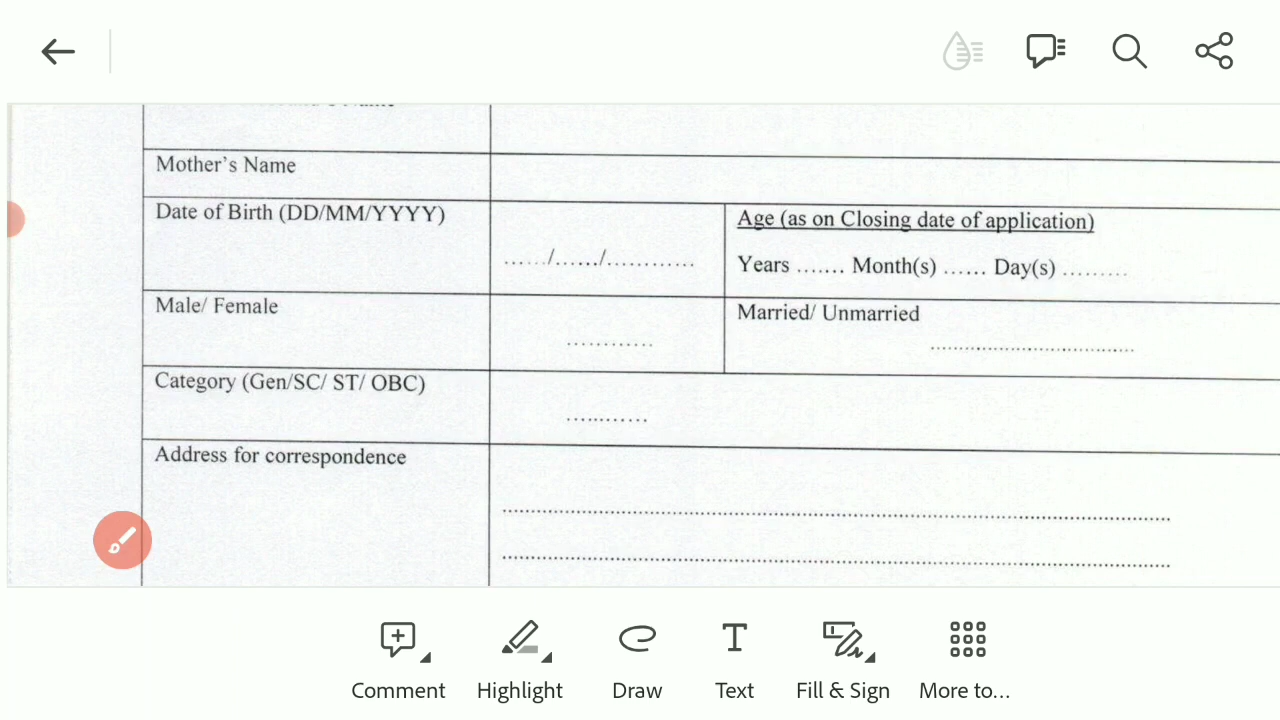 Mother's Name
Date of Birth (DD/MM/YYYY)
....../....../............
Age (as on Closing date of application)
Years ....... Month(s) ...... Day(s) .........
Male/ Female
............
Married/ Unmarried
..................................
Category (Gen/SC/ ST/ OBC)
...........
Address for correspondence
Comment
Highlight
Draw
Text
Fill & Sign
More to...